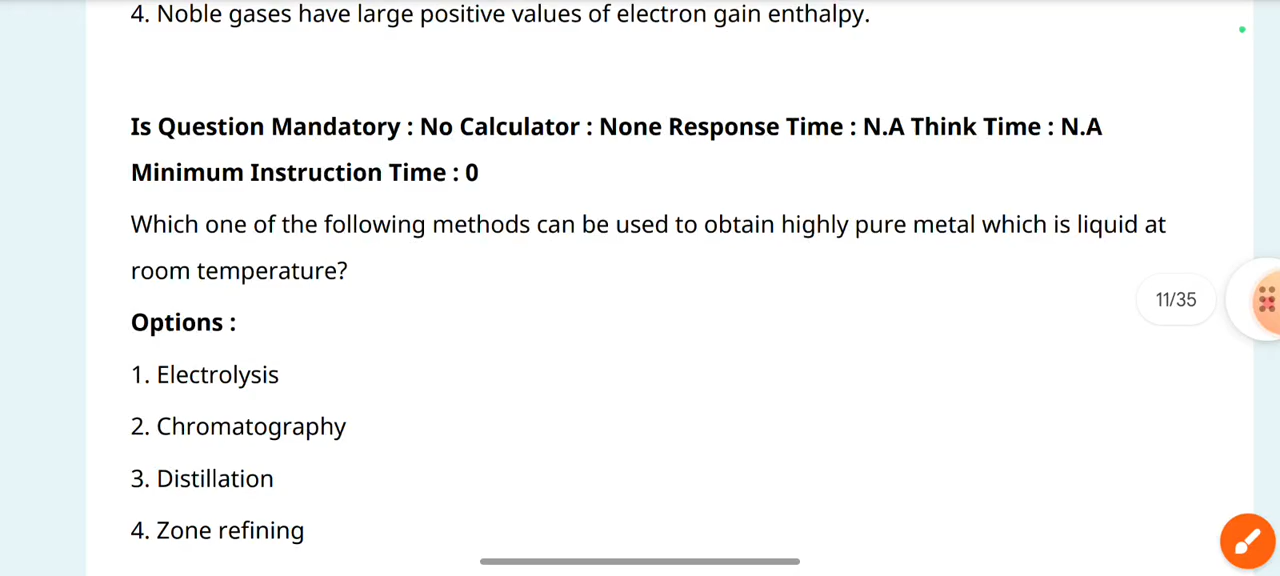 4. Noble gases have large positive values of electron gain enthalpy.
Is Question Mandatory : No Calculator : None Response Time : N.A Think Time : N.A
Minimum Instruction Time : 0
Which one of the following methods can be used to obtain highly pure metal which is liquid at
room temperature?
Options :
11/35
1. Electrolysis
2. Chromatography
3. Distillation
4. Zone refining